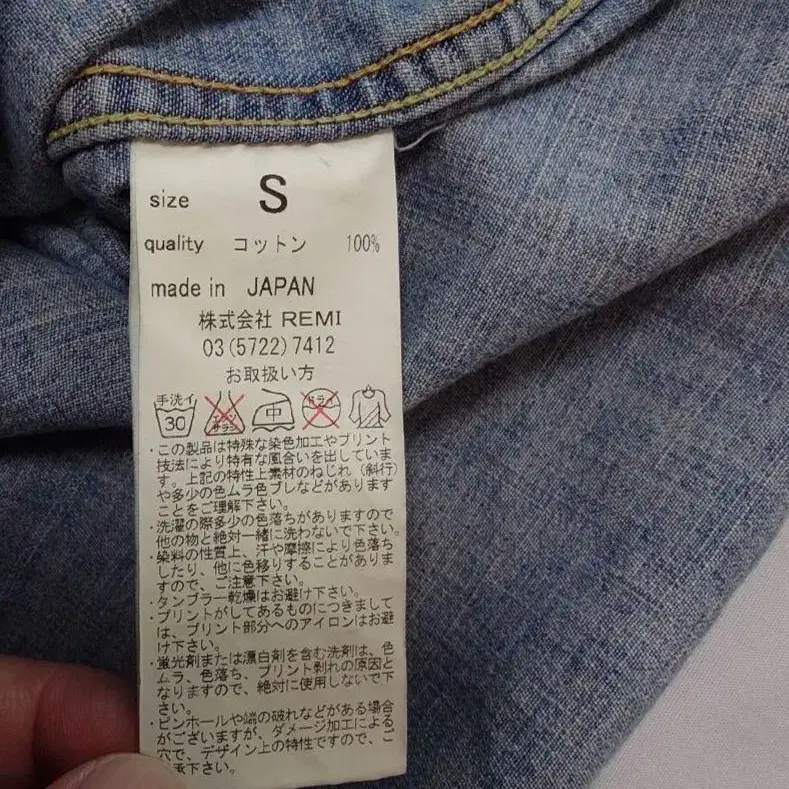 size S
quality コットン 100%
made in JAPAN
株式会社 REMI
03(5722)7412
お取扱い方
手洗イ
30 エンソサラシ 中 ドライ
・この製品は特殊な染色加工やプリント
技法により特有な風合いを出していま
す。上記の特性上素材のねじれ（斜行）
や多少の色ムラ色ブレなどがあります
ことをご理解下さい。
・洗濯の際多少の色落ちがありますので
他の物と絶対一緒に洗わないで下さい。
・染料の性質上、汗や摩擦により色落ち
したり、他に色移りすることがありま
すので、ご注意下さい。
・タンブラー乾燥はお避け下さい。
・プリントがしてあるものにつきまして
は、プリント部分へのアイロンはお避
け下さい。
・蛍光剤または漂白剤を含む洗剤は、色
ムラ、色落ち、プリント剥れの原因と
なりますので、絶対に使用しないで下
さい。
・ピンホールや端の破れなどがある場合
がございますが、ダメージ加工による
穴で、デザイン上の特性ですので、ご
承下さい。